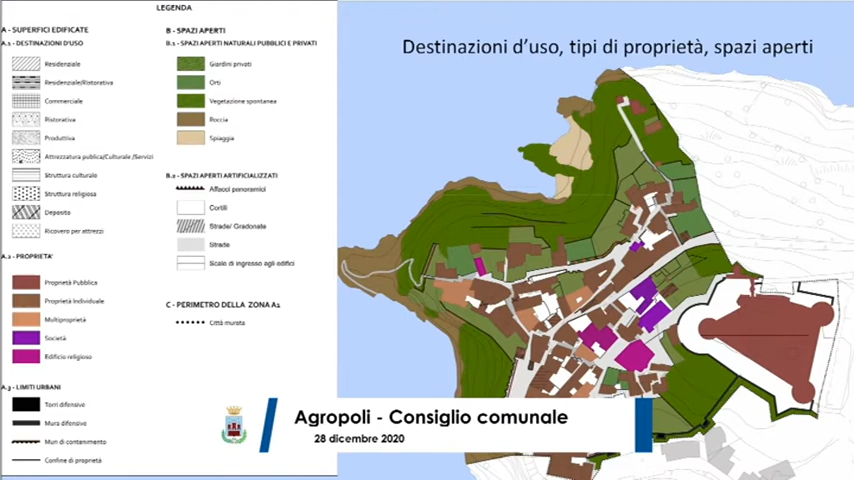 LEGENDA
A - SUPERFICI EDIFICATE
A.1 - DESTINAZIONI D'USO
Residenziale
Residenziale/Ristorativa
Commerciale
Ristorativa
Produttiva
Attrezzatura publica/Culturale/Servizi
Struttura culturale
Struttura religiosa
Deposito
Ricovero per attrezzi
A.2 - PROPRIETA'
Proprietà Pubblica
Proprietà Individuale
Multiproprietà
Società
Edificio religioso
A.3 - LIMITI URBANI
Torri difensive
Mura difensive
Muri di contenimento
Confine di proprietà
B - SPAZI APERTI
B.1 - SPAZI APERTI NATURALI PUBBLICI E PRIVATI
Giardini privati
Orti
Vegetazione spontanea
Roccia
Spiaggia
B.2 - SPAZI APERTI ARTIFICIALIZZATI
Affacci panoramici
Cortili
Strade/ Gradonate
Strade
Scale di ingresso agli edifici
C - PERIMETRO DELLA ZONA A1
Città murata
Destinazioni d'uso, tipi di proprietà, spazi aperti
Agropoli - Consiglio comunale
28 dicembre 2020